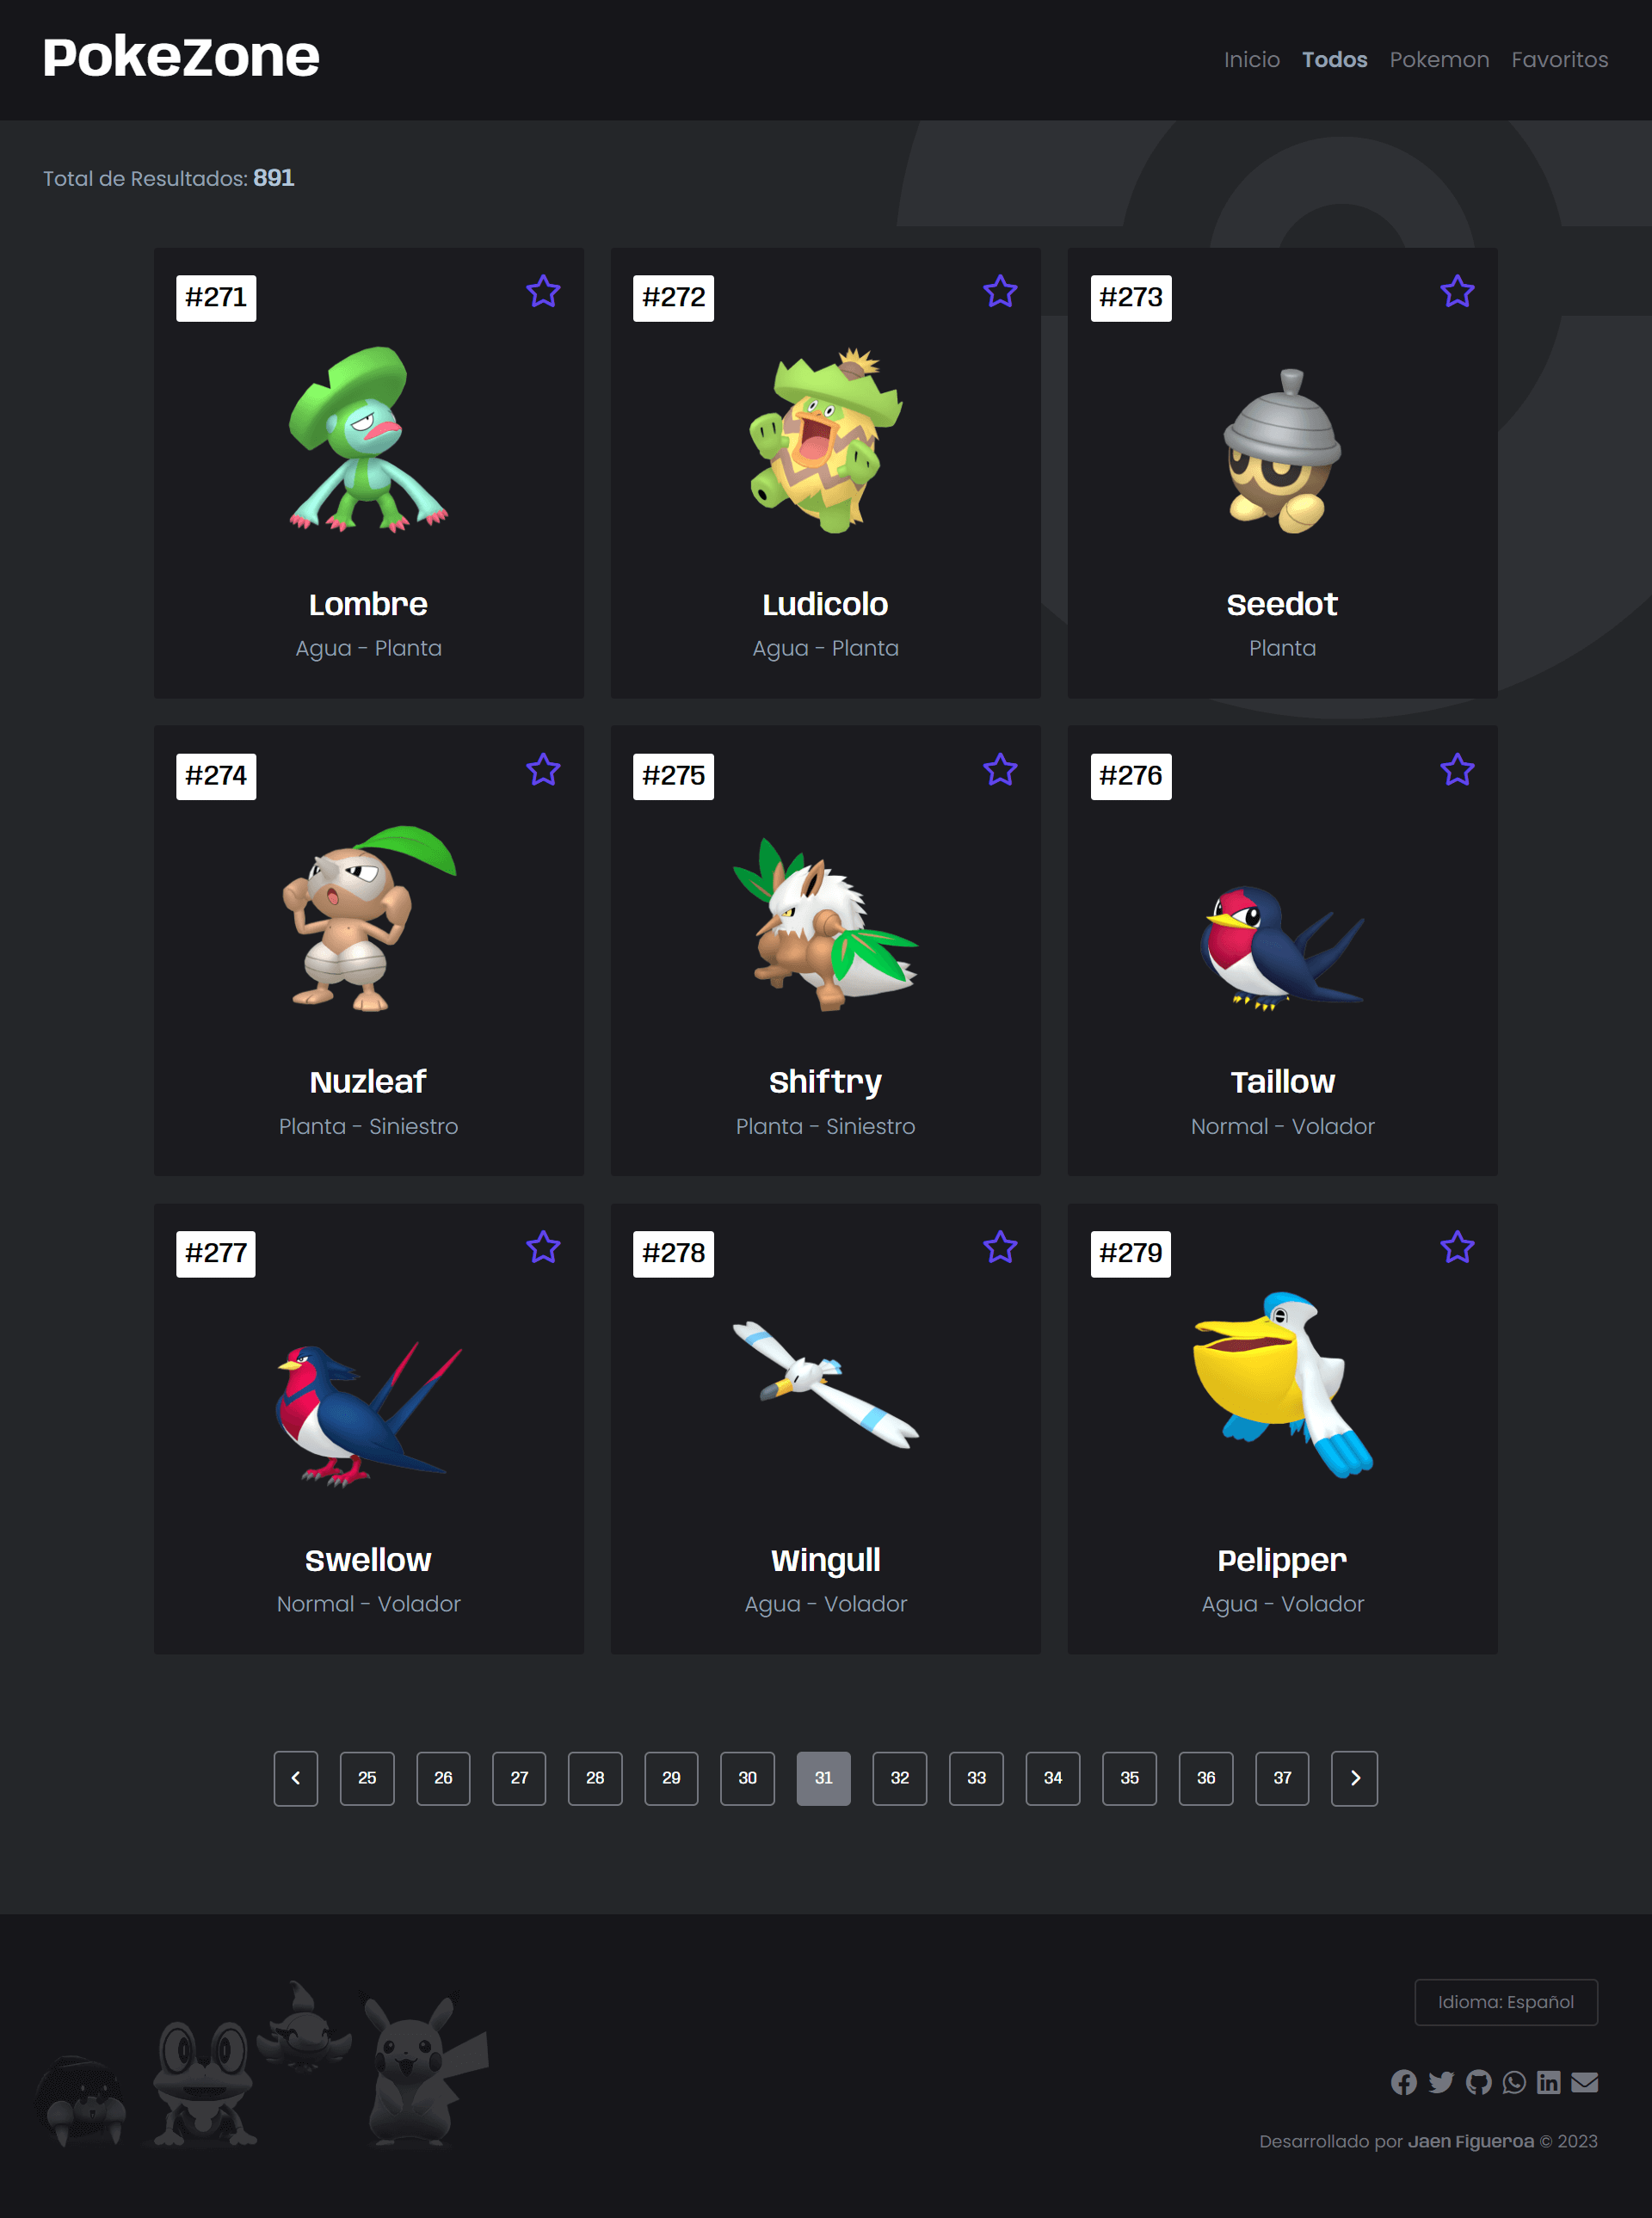 PokeZone
Inicio Todos Pokemon Favoritos
Total de Resultados: 891
#271
Lombre
Agua - Planta
#272
Ludicolo
Agua - Planta
#273
Seedot
Planta
#274
Nuzleaf
Planta - Siniestro
#275
Shiftry
Planta - Siniestro
#276
Taillow
Normal - Volador
#277
Swellow
Normal - Volador
#278
Wingull
Agua - Volador
#279
Pelipper
Agua - Volador
25 26 27 28 29 30 31 32 33 34 35 36 37
Idioma: Español
Desarrollado por Jaen Figueroa © 2023